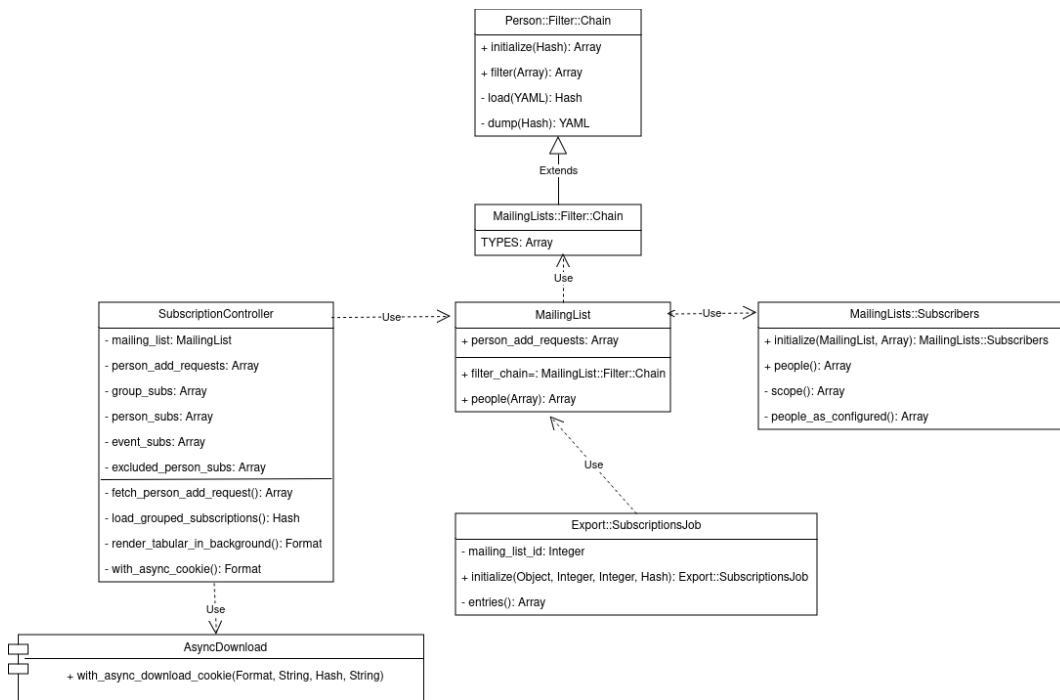 Person::Filter::Chain
+ initialize(Hash): Array
+ filter(Array): Array
- load(YAML): Hash
- dump(Hash): YAML
Extends
MailingLists::Filter::Chain
TYPES: Array
Use
SubscriptionController
- mailing_list: MailingList
- person_add_requests: Array
- group_subs: Array
- person_subs: Array
- event_subs: Array
- excluded_person_subs: Array
- fetch_person_add_request(): Array
- load_grouped_subscriptions(): Hash
- render_tabular_in_background(): Format
- with_async_cookie(): Format
Use
MailingList
+ person_add_requests: Array
+ filter_chain=: MailingList::Filter::Chain
+ people(Array): Array
Use
MailingLists::Subscribers
+ initialize(MailingList, Array): MailingLists::Subscribers
+ people(): Array
- scope(): Array
- people_as_configured(): Array
Use
Export::SubscriptionsJob
- mailing_list_id: Integer
+ initialize(Object, Integer, Integer, Hash): Export::SubscriptionsJob
- entries(): Array
Use
AsyncDownload
+ with_async_download_cookie(Format, String, Hash, String)